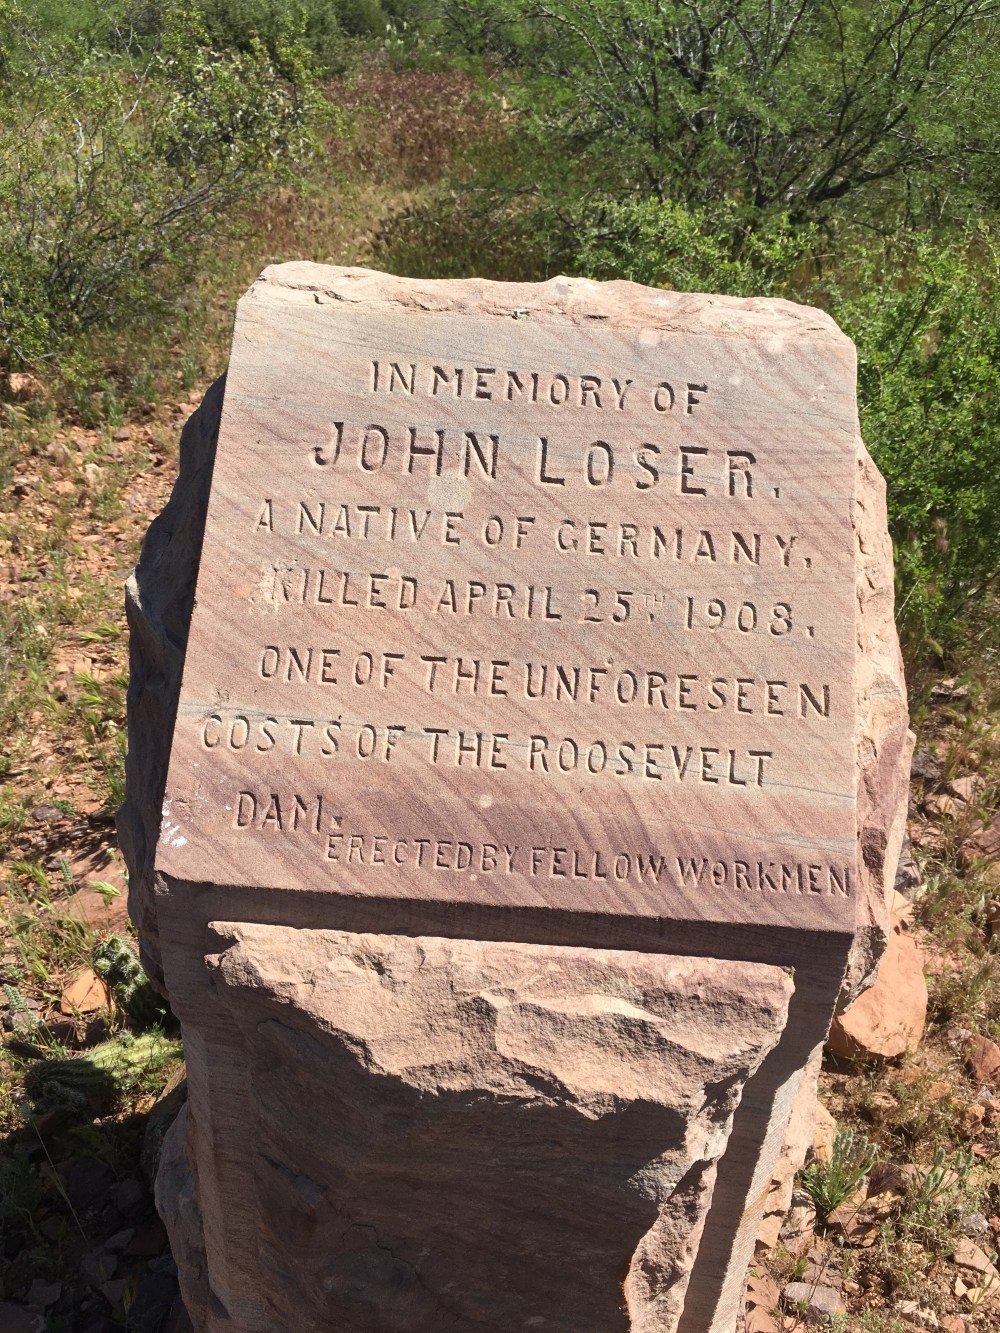 IN MEMORY OF
JOHN LOSER.
A NATIVE OF GERMANY.
KILLED APRIL 25TH 1908.
ONE OF THE UNFORESEEN
COSTS OF THE ROOSEVELT
DAM.
ERECTED BY FELLOW WORKMEN